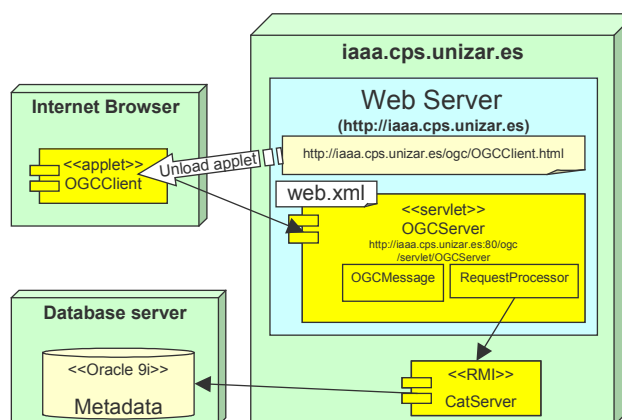 iaaa.cps.unizar.es
Internet Browser
<<applet>>
OGCClient
Unload applet
Web Server
(http://iaaa.cps.unizar.es)
http://iaaa.cps.unizar.es/ogc/OGCClient.html
web.xml
<<servlet>>
OGCServer
http://iaaa.cps.unizar.es:80/ogc
/servlet/OGCServer
OGCMessage
RequestProcessor
Database server
<<Oracle 9i>>
Metadata
<<RMI>>
CatServer